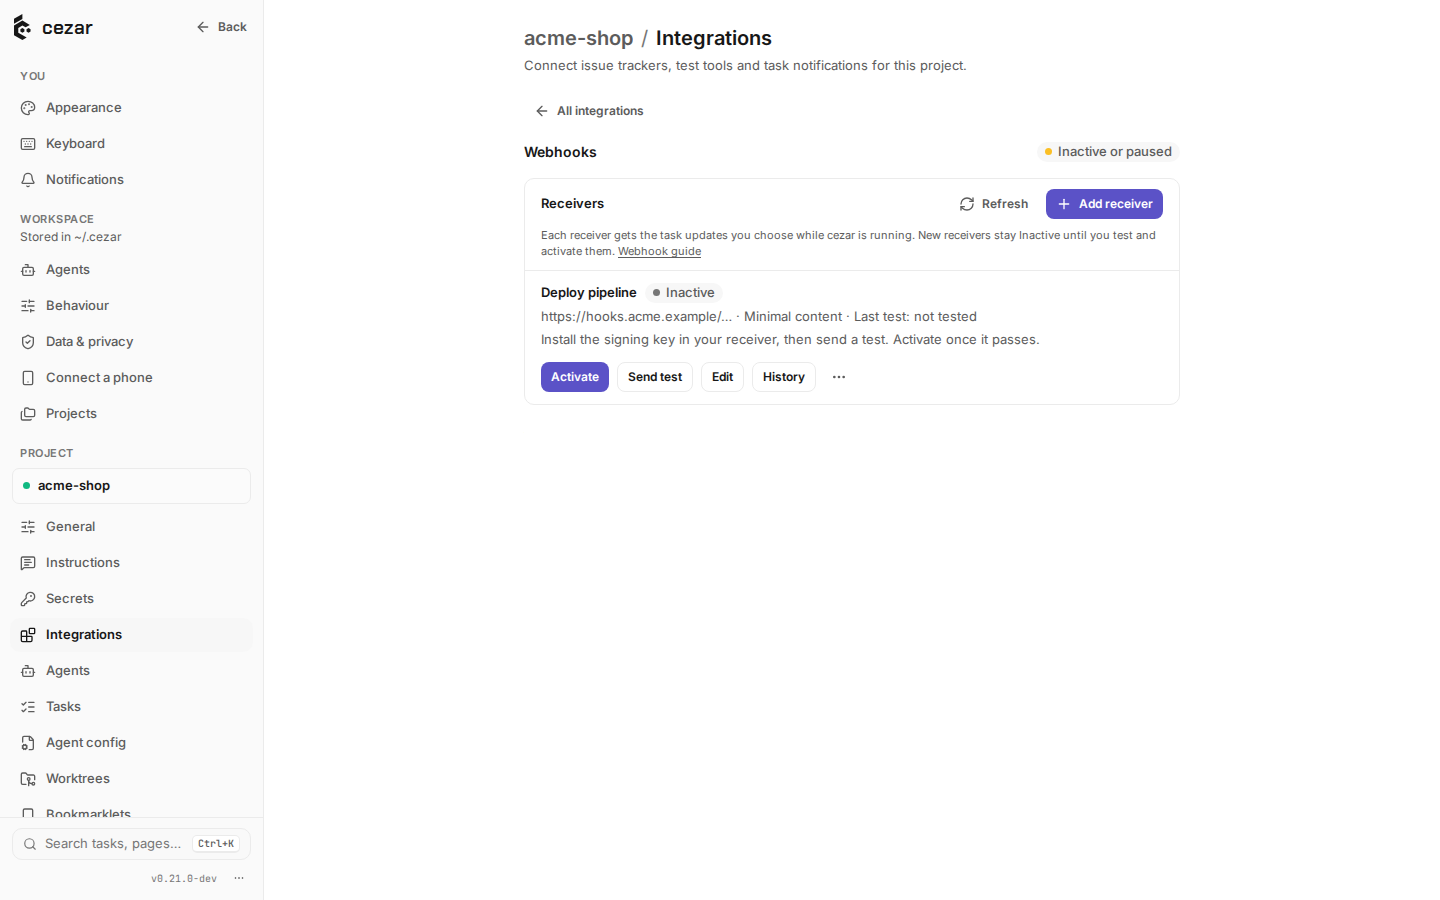 cezar
Back
YOU
Appearance
Keyboard
Notifications
WORKSPACE
Stored in ~/.cezar
Agents
Behaviour
Data & privacy
Connect a phone
Projects
PROJECT
acme-shop
General
Instructions
Secrets
Integrations
Agents
Tasks
Agent config
Worktrees
Bookmarklets
Search tasks, pages... Ctrl+K
v0.21.0-dev
acme-shop / Integrations
Connect issue trackers, test tools and task notifications for this project.
All integrations
Webhooks
Inactive or paused
Receivers
Refresh
Add receiver
Each receiver gets the task updates you choose while cezar is running. New receivers stay Inactive until you test and
activate them. Webhook guide
Deploy pipeline Inactive
https://hooks.acme.example/... · Minimal content · Last test: not tested
Install the signing key in your receiver, then send a test. Activate once it passes.
Activate Send test Edit History